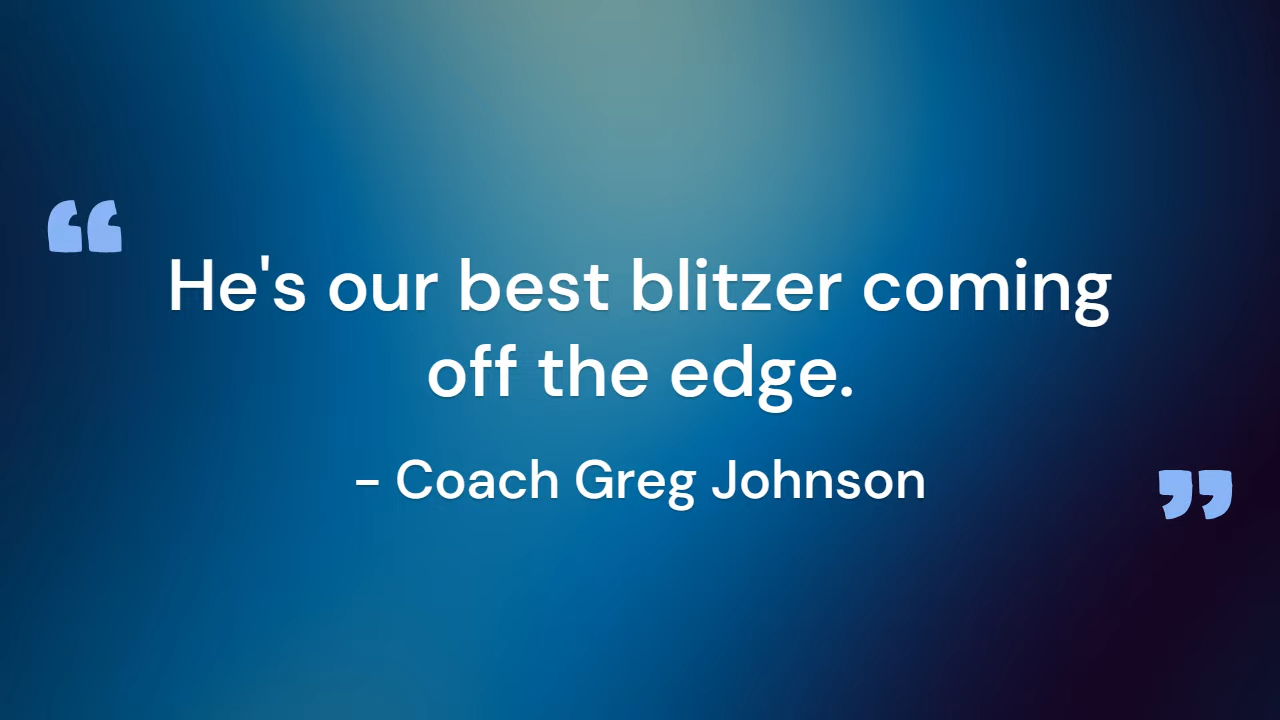 “
He's our best blitzer coming
off the edge.
– Coach Greg Johnson
”